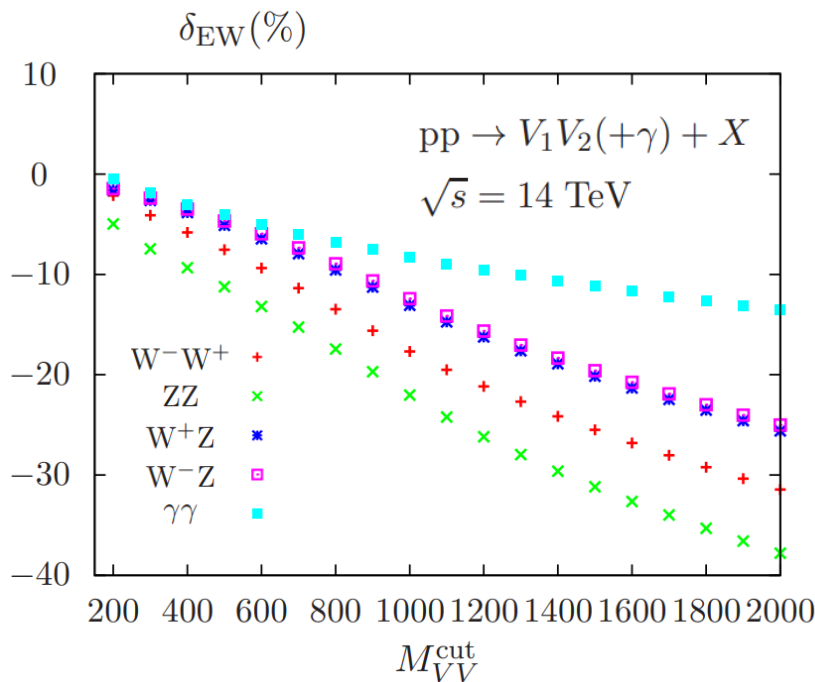 δ_EW(%)
10
0
−10
−20
−30
−40
pp → V₁V₂(+γ) + X
√s = 14 TeV
W⁻W⁺
ZZ
W⁺Z
W⁻Z
γγ
200 400 600 800 1000 1200 1400 1600 1800 2000
M_VV^cut